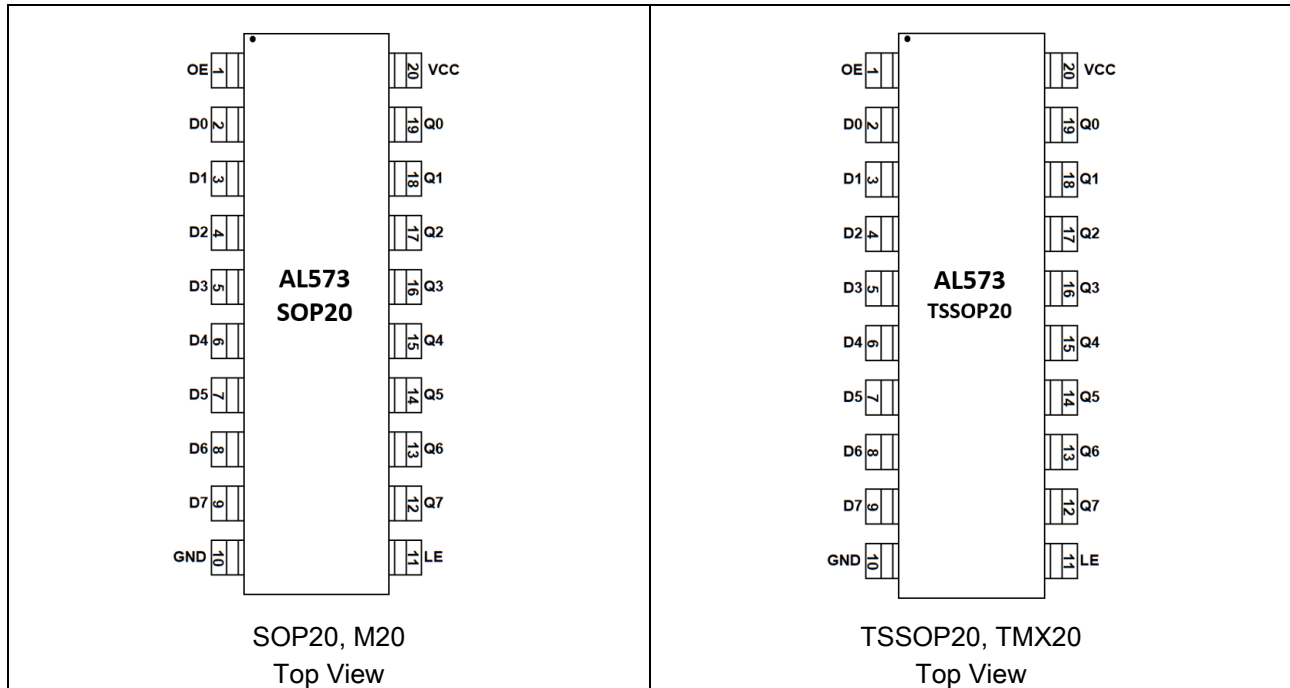 OE 1 20 VCC
D0 2 19 Q0
D1 3 18 Q1
D2 4 17 Q2
D3 5 16 Q3
D4 6 15 Q4
D5 7 14 Q5
D6 8 13 Q6
D7 9 12 Q7
GND 10 11 LE
AL573
SOP20
SOP20, M20
Top View
OE 1 20 VCC
D0 2 19 Q0
D1 3 18 Q1
D2 4 17 Q2
D3 5 16 Q3
D4 6 15 Q4
D5 7 14 Q5
D6 8 13 Q6
D7 9 12 Q7
GND 10 11 LE
AL573
TSSOP20
TSSOP20, TMX20
Top View